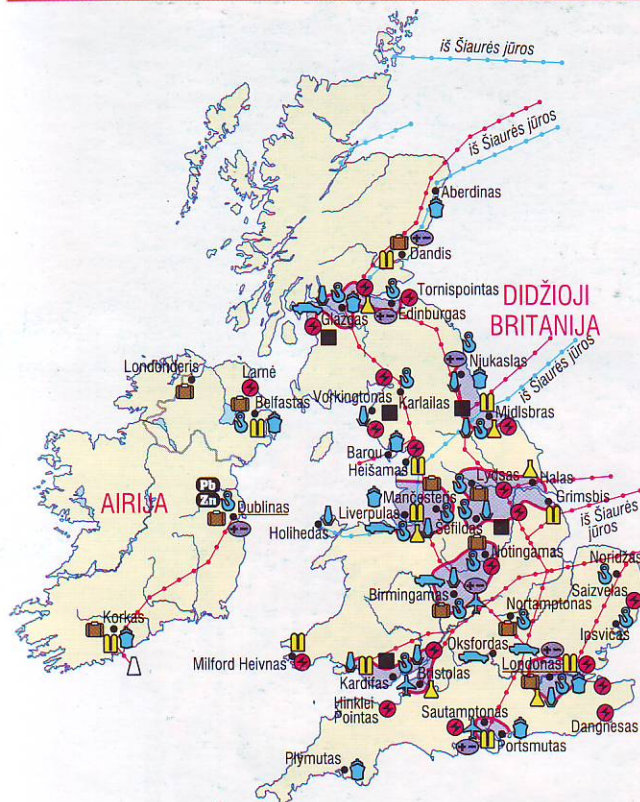 iš Šiaurės jūros
iš Šiaurės jūros
Aberdinas
Dandis
Tornispointas
DIDŽIOJI
BRITANIJA
Glazgas
Edinburgas
Londonderis
Larnė
Belfastas
Njukaslas
iš Šiaurės jūros
Vorkingtonas
Karlailas
Midlsbras
Barou
Heišamas
Pb
Zn
AIRIJA
Dublinas
Lydsas
Halas
Mančesteris
Grimsbis
Liverpulas
Šefildas
iš Šiaurės
jūros
Holihedas
Notingamas
Noridžas
Saizvelas
Birmingamas
Nortamptonas
Korkas
Ipsvičas
Oksfordas
Milford Heivnas
Londonas
Kardifas
Bristolas
Hinklei
Pointas
Sautamptonas
Dangnesas
Portsmutas
Plymutas